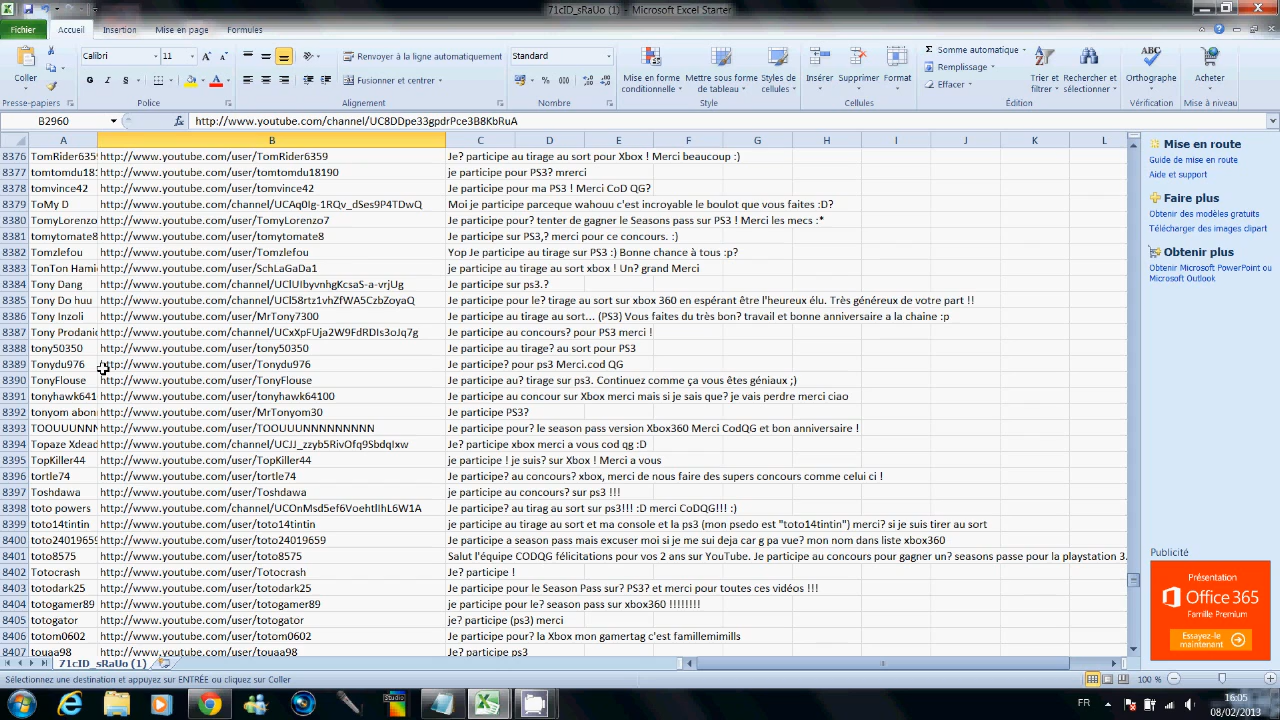 71cID_sRaUo (1) - Microsoft Excel Starter
Fichier Accueil Insertion Mise en page Formules
Coller
Calibri 11
G I S
Renvoyer à la ligne automatiquement
Fusionner et centrer
Standard
Mise en forme conditionnelle
Mettre sous forme de tableau
Styles de cellules
Insérer
Supprimer
Format
Somme automatique
Remplissage
Effacer
Trier et filtrer
Rechercher et sélectionner
Orthographe
Acheter
Presse-papiers Police Alignement Nombre Style Cellules Édition Vérification Mise à niveau
B2960 fx http://www.youtube.com/channel/UC8DDpe33gpdrPce3B8KbRuA
A B C D E F G H I J K L
8376 TomRider6359 http://www.youtube.com/user/TomRider6359 Je? participe au tirage au sort pour Xbox ! Merci beaucoup :)
8377 tomtomdu181 http://www.youtube.com/user/tomtomdu18190 je participe pour PS3? mrerci
8378 tomvince42 http://www.youtube.com/user/tomvince42 Je participe pour ma PS3 ! Merci CoD QG?
8379 ToMy D http://www.youtube.com/channel/UCAq0Ig-1RQv_dSes9P4TDwQ Moi je participe parceque wahouu c'est incroyable le boulot que vous faites :D?
8380 TomyLorenzo http://www.youtube.com/user/TomyLorenzo7 Je participe pour? tenter de gagner le Seasons pass sur PS3 ! Merci les mecs :*
8381 tomytomate8 http://www.youtube.com/user/tomytomate8 Je participe sur PS3,? merci pour ce concours. :)
8382 Tomzlefou http://www.youtube.com/user/Tomzlefou Yop Je participe au tirage au sort sur PS3 :) Bonne chance à tous :p?
8383 TonTon Hami http://www.youtube.com/user/SchLaGaDa1 je participe au tirage au sort xbox ! Un? grand Merci
8384 Tony Dang http://www.youtube.com/channel/UClUIbyvnhgKcsaS-a-vrjUg Je participe sur ps3.?
8385 Tony Do huu http://www.youtube.com/channel/UCl58rtz1vhZfWA5CzbZoyaQ Je participe pour le? tirage au sort sur xbox 360 en espérant être l'heureux élu. Très généreux de votre part !!
8386 Tony Inzoli http://www.youtube.com/user/MrTony7300 Je participe au tirage au sort... (PS3) Vous faites du très bon? travail et bonne anniversaire a la chaine :p
8387 Tony Prodanic http://www.youtube.com/channel/UCxXpFUja2W9FdRDIs3oJq7g Je participe au concours? pour PS3 merci !
8388 tony50350 http://www.youtube.com/user/tony50350 Je participe au tirage? au sort pour PS3
8389 Tonydu976 http://www.youtube.com/user/Tonydu976 Je participe? pour ps3 Merci.cod QG
8390 TonyFlouse http://www.youtube.com/user/TonyFlouse Je participe au? tirage sur ps3. Continuez comme ça vous êtes géniaux ;)
8391 tonyhawk641 http://www.youtube.com/user/tonyhawk64100 Je participe au concour sur Xbox merci mais si je sais que? je vais perdre merci ciao
8392 tonyom abon http://www.youtube.com/user/MrTonyom30 Je participe PS3?
8393 TOOUUUNNN http://www.youtube.com/user/TOOUUUNNNNNNNNN Je participe pour? le season pass version Xbox360 Merci CodQG et bon anniversaire !
8394 Topaze Xdead http://www.youtube.com/channel/UCJJ_zzyb5RivOfq9SbdqIxw Je? participe xbox merci a vous cod qg :D
8395 TopKiller44 http://www.youtube.com/user/TopKiller44 je participe ! je suis? sur Xbox ! Merci a vous
8396 tortle74 http://www.youtube.com/user/tortle74 Je participe? au concours? xbox, merci de nous faire des supers concours comme celui ci !
8397 Toshdawa http://www.youtube.com/user/Toshdawa je participe au concours? sur ps3 !!!
8398 toto powers http://www.youtube.com/channel/UCOnMsd5ef6VoehtlIhL6W1A Je participe? au tirag au sort sur ps3!!! :D merci CoDQG!!! :)
8399 toto14tintin http://www.youtube.com/user/toto14tintin je participe au tirage au sort et ma console et la ps3 (mon psedo est "toto14tintin") merci? si je suis tirer au sort
8400 toto24019659 http://www.youtube.com/user/toto24019659 Je participe a season pass mais excuser moi si je me sui deja car g pa vue? mon nom dans liste xbox360
8401 toto8575 http://www.youtube.com/user/toto8575 Salut l'équipe CODQG félicitations pour vos 2 ans sur YouTube. Je participe au concours pour gagner un? seasons passe pour la playstation 3.
8402 Totocrash http://www.youtube.com/user/Totocrash Je? participe !
8403 totodark25 http://www.youtube.com/user/totodark25 Je participe pour le Season Pass sur? PS3? et merci pour toutes ces vidéos !!!
8404 totogamer89 http://www.youtube.com/user/totogamer89 je participe pour le? season pass sur xbox360 !!!!!!!!
8405 totogator http://www.youtube.com/user/totogator je? participe (ps3) merci
8406 totom0602 http://www.youtube.com/user/totom0602 Je participe pour? la Xbox mon gamertag c'est famillemimills
8407 touaa98 http://www.youtube.com/user/touaa98 Je? participe
Mise en route
Guide de mise en route
Aide et support
Faire plus
Obtenir des modèles gratuits
Télécharger des images clipart
Obtenir plus
Obtenir Microsoft PowerPoint ou Microsoft Outlook
Publicité
Présentation
Office 365
Famille Premium
Essayez-le maintenant
71cID_sRaUo (1)
Sélectionnez une destination et appuyez sur ENTRÉE ou cliquez sur Coller
100 %
Studio
FR
16:05
08/02/2013